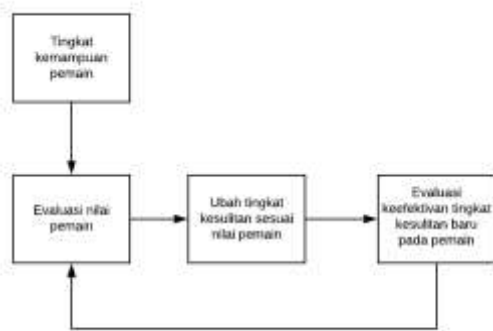 Tingkat
kemampuan
pemain
Evaluasi nilai
pemain
Ubah tingkat
kesulitan sesuai
nilai pemain
Evaluasi
keefektivan tingkat
kesulitan baru
pada pemain